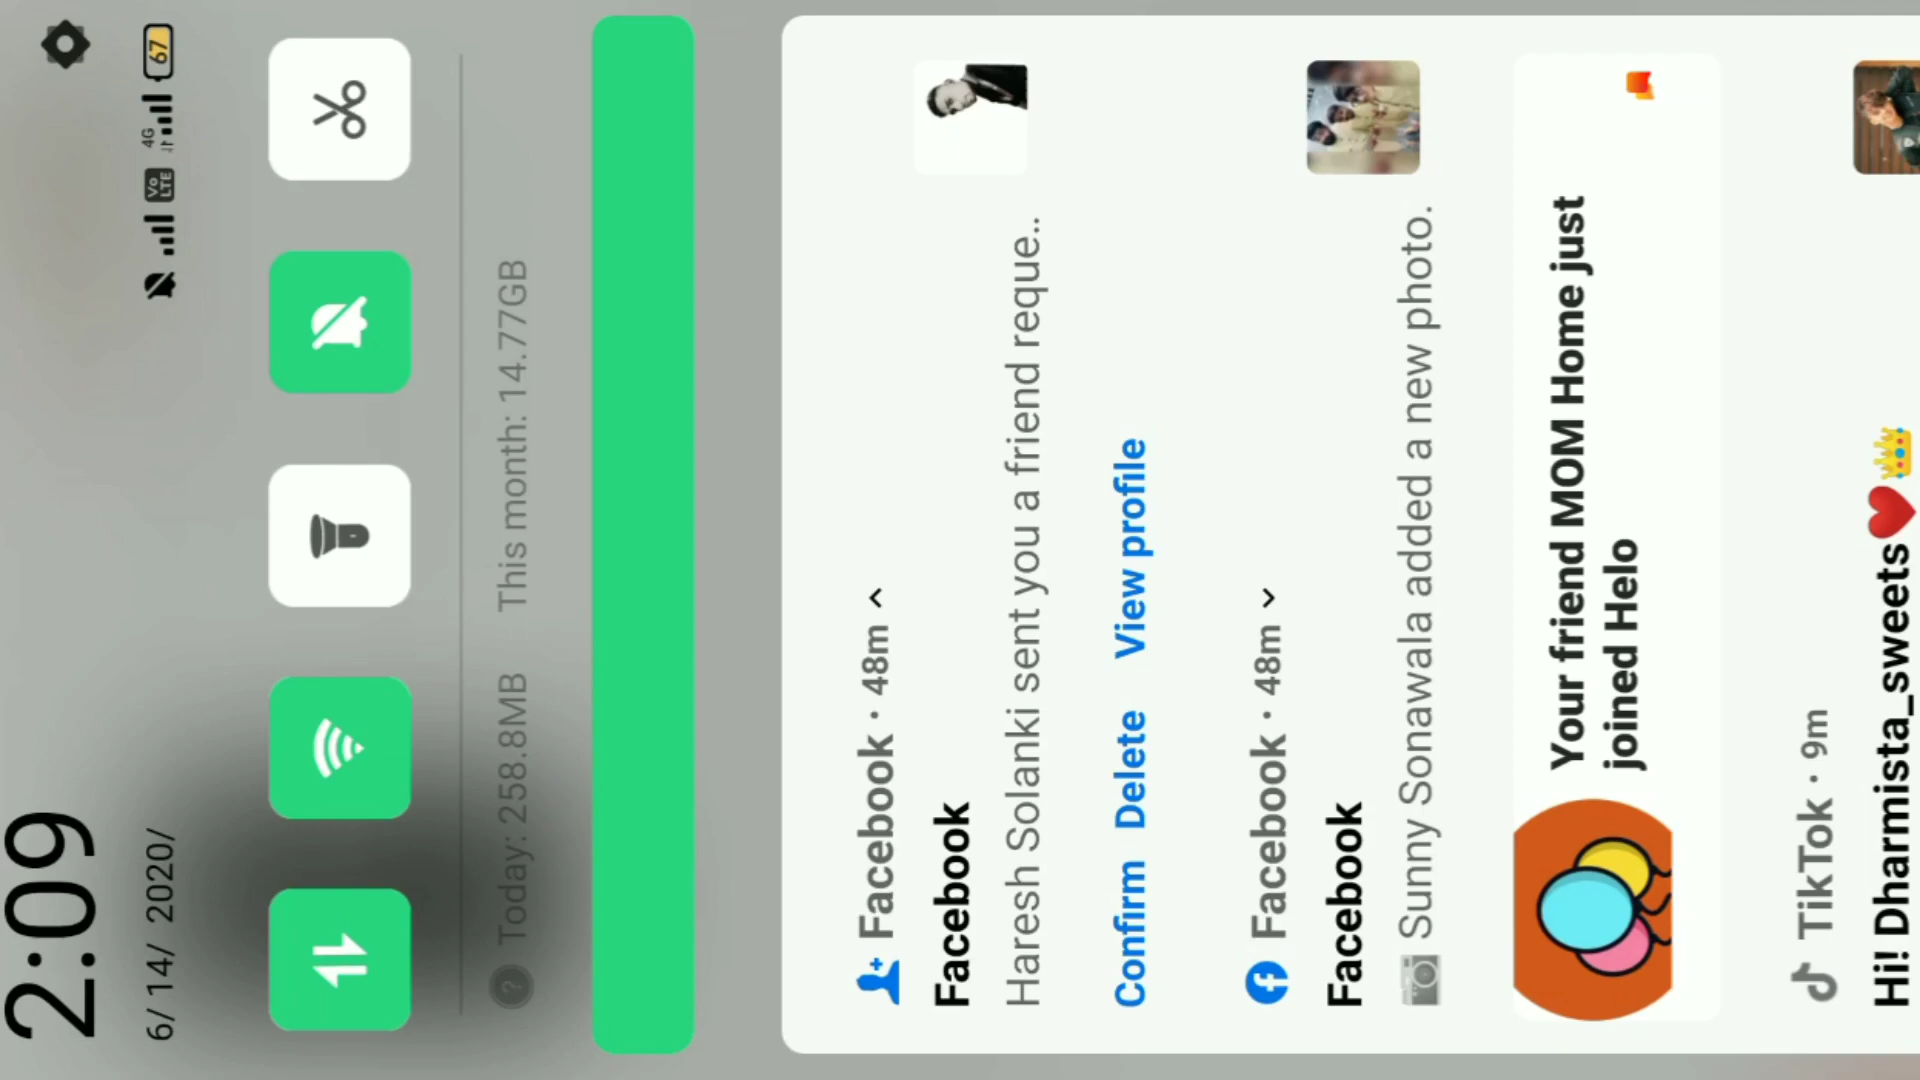 2:09
6/ 14/ 2020/
Vo LTE 4G 67
Today: 258.8MB This month: 14.77GB
Facebook · 48m
Facebook
Haresh Solanki sent you a friend reque..
Confirm Delete View profile
Facebook · 48m
Facebook
📷 Sunny Sonawala added a new photo.
Your friend MOM Home just
joined Helo
TikTok · 9m
Hi! Dharmista_sweets❤️👑